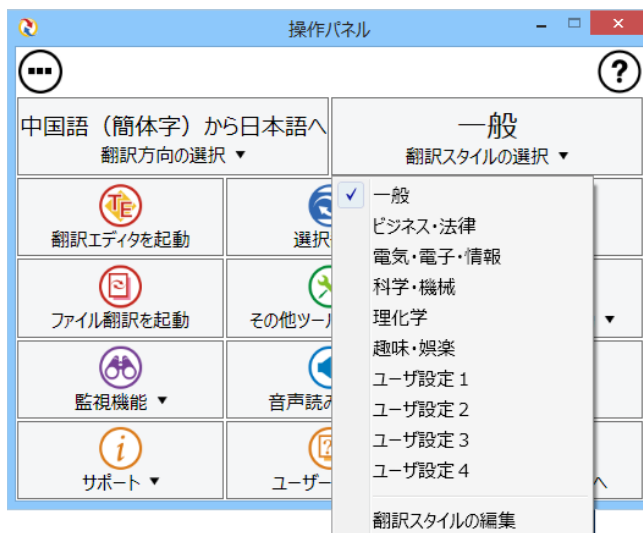 操作パネル
中国語（簡体字）から日本語へ
翻訳方向の選択 ▼
一般
翻訳スタイルの選択 ▼
TE
翻訳エディタを起動
選択
ファイル翻訳を起動
その他ツー
監視機能 ▼
音声読み
i
サポート ▼
ユーザー
✓ 一般
ビジネス・法律
電気・電子・情報
科学・機械
理化学
趣味・娯楽
ユーザ設定 1
ユーザ設定 2
ユーザ設定 3
ユーザ設定 4
翻訳スタイルの編集
▼
へ